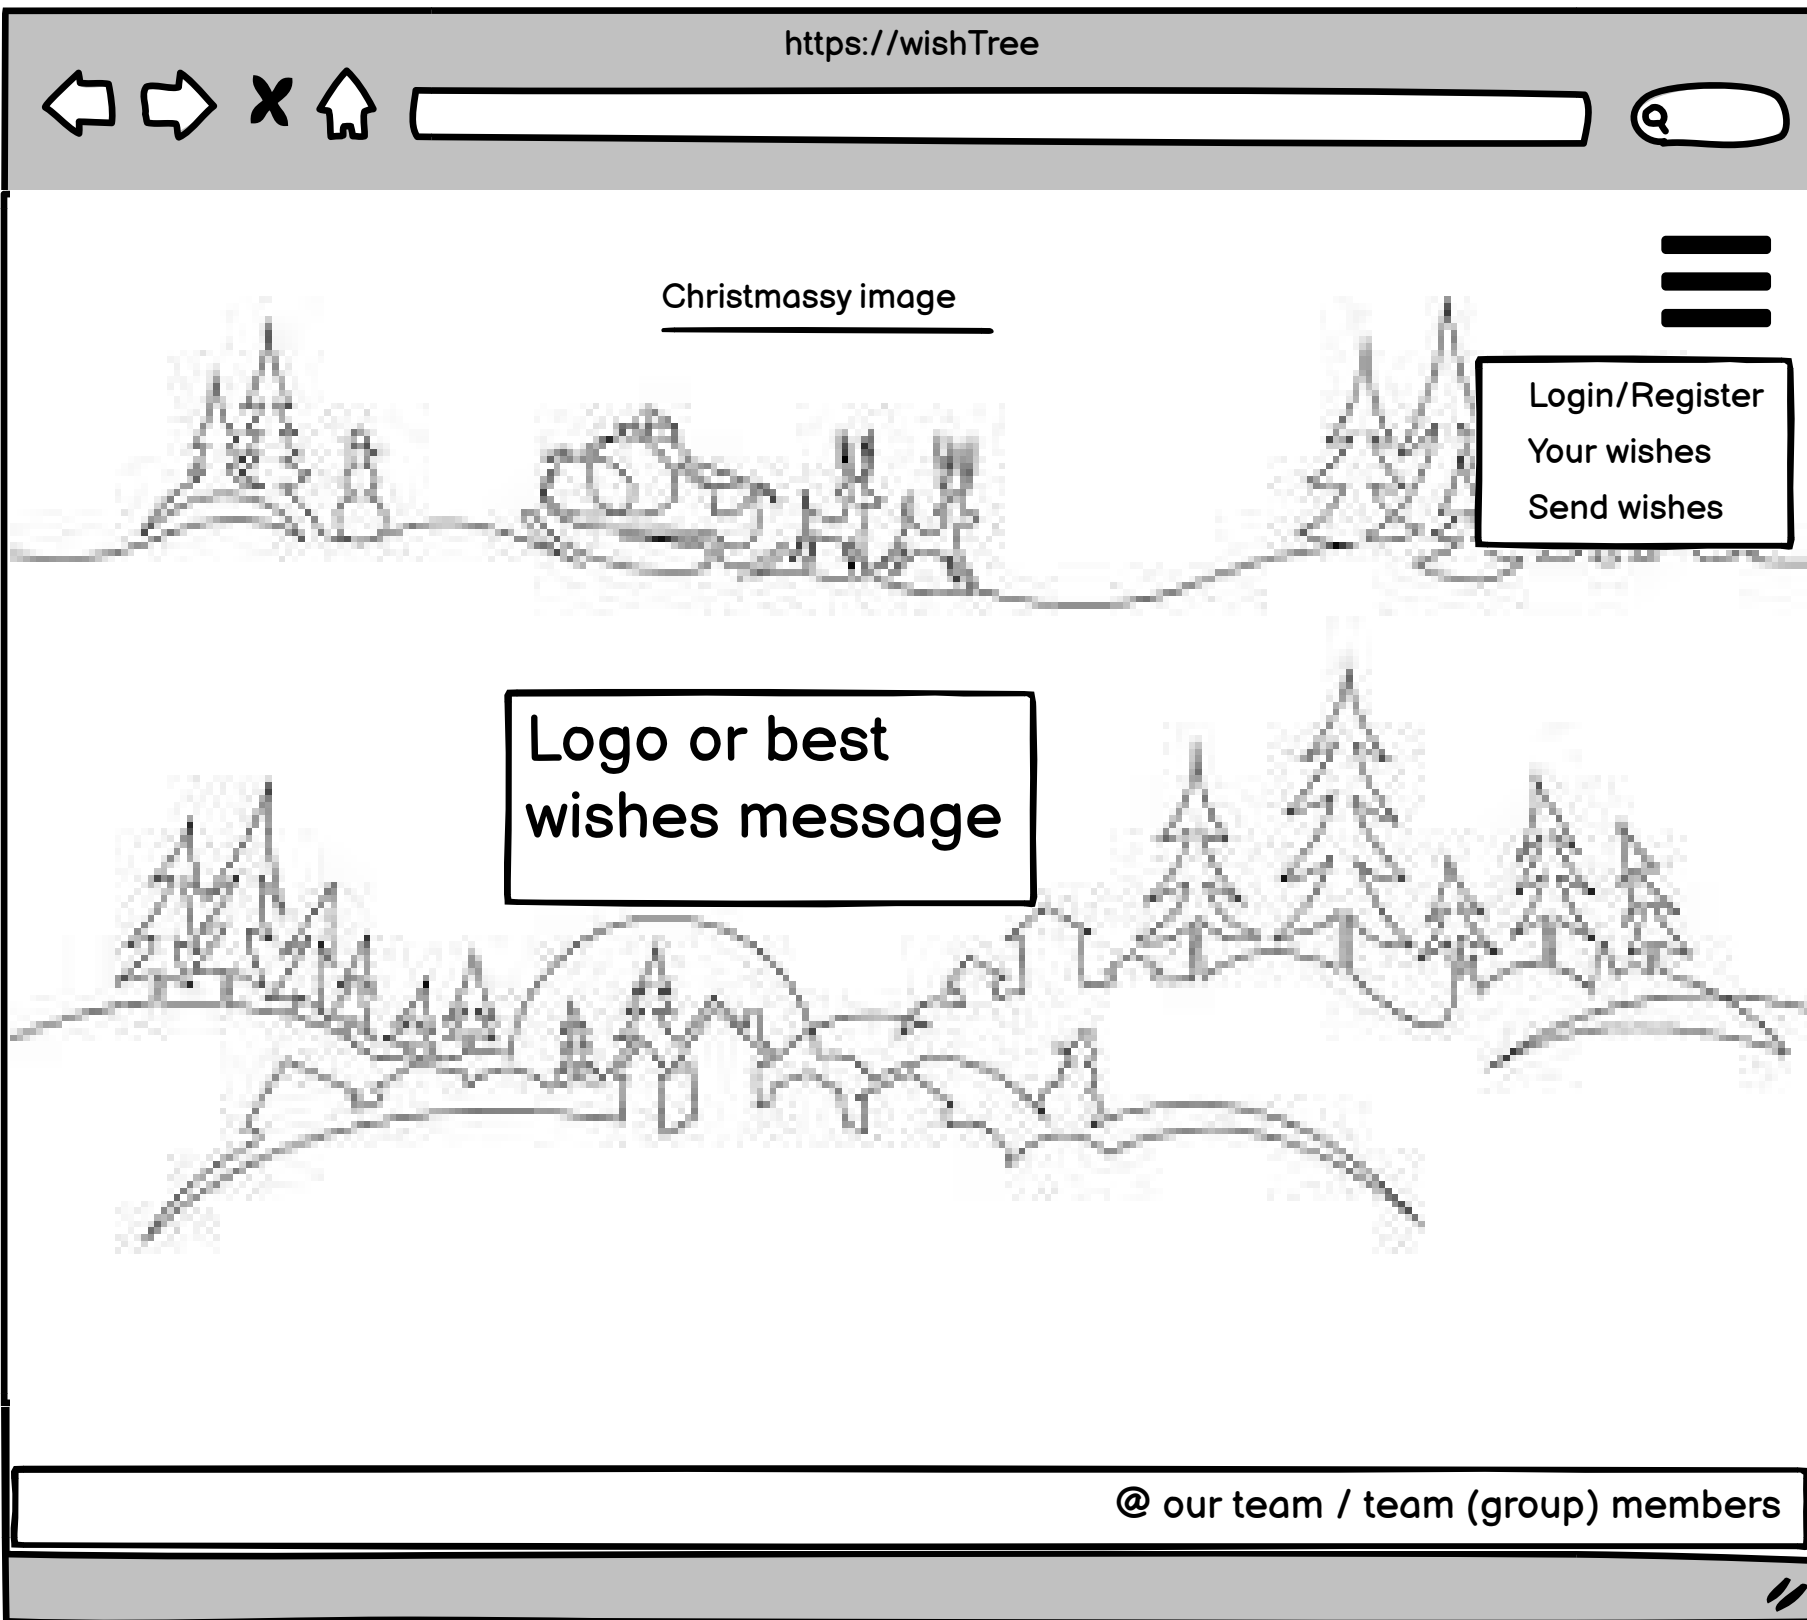 https://wishTree
Christmassy image
Login/Register
Your wishes
Send wishes
Logo or best
wishes message
@ our team / team (group) members